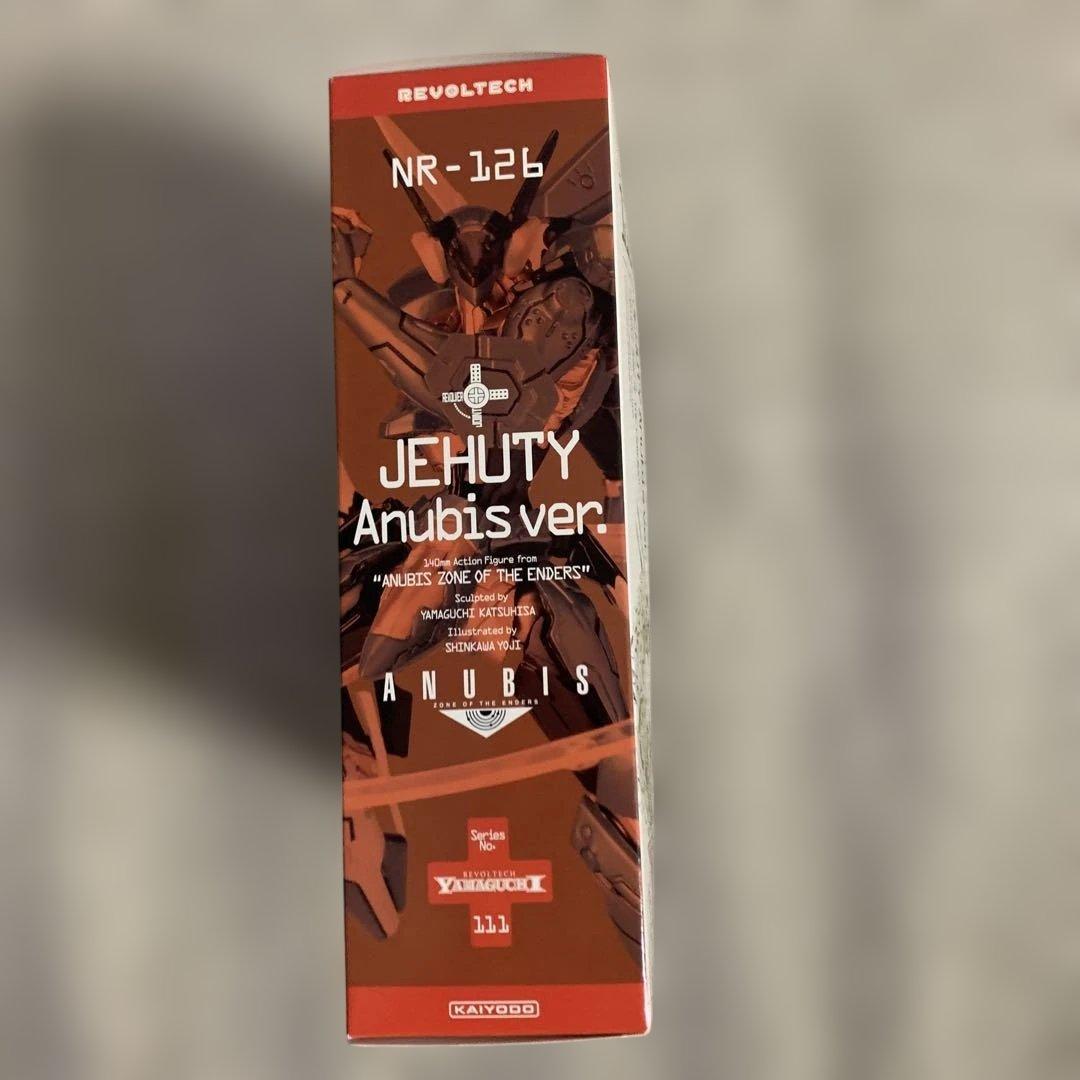 REVOLTECH
NR-126
REVOLVER
JOINT
JEHUTY
Anubis ver.
140mm Action Figure from
"ANUBIS ZONE OF THE ENDERS"
Sculpted by
YAMAGUCHI KATSUHISA
Illustrated by
SHINKAWA YOJI
ANUBIS
ZONE OF THE ENDERS
Series
No.
REVOLTECH
YAMAGUCHI
111
KAIYODO